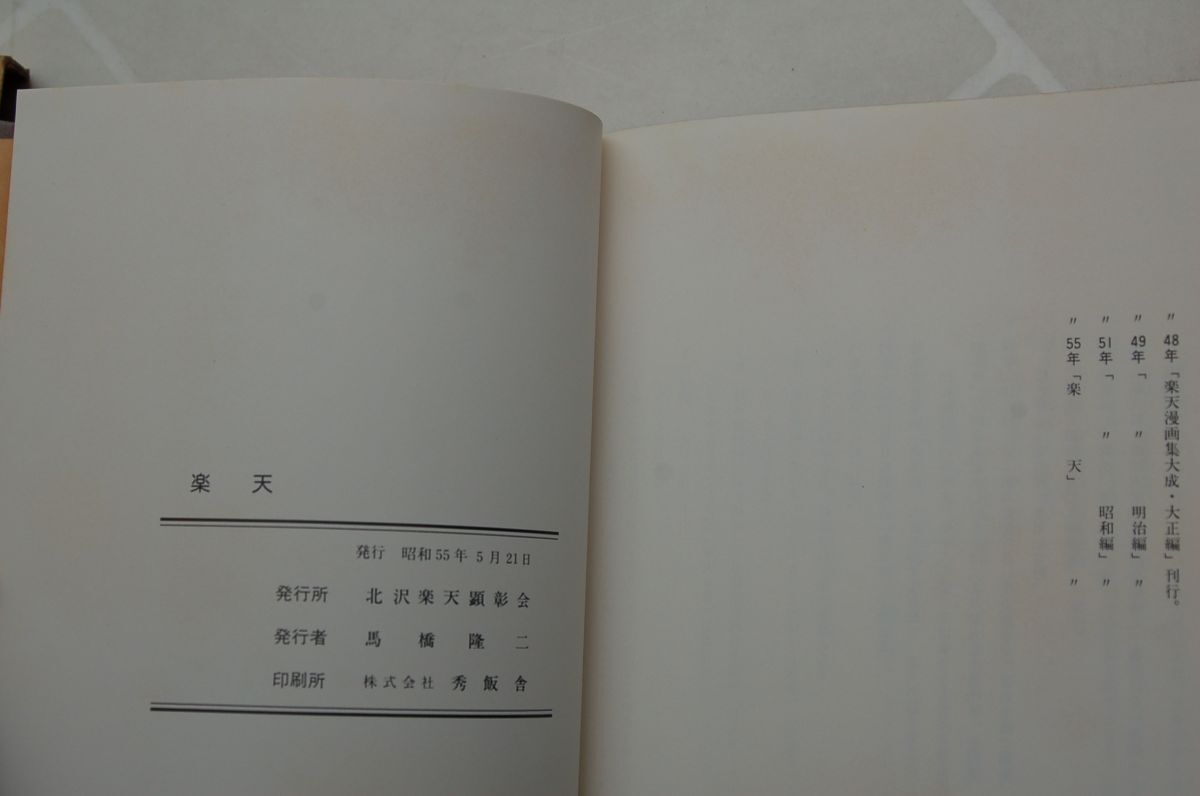 〃 48年「楽天漫画集大成・大正編」刊行。
〃 49年「 〃 明治編」 〃
〃 51年「 〃 昭和編」 〃
〃 55年「楽 天」 〃
楽 天
発行 昭和55年 5月21日
発行所 北沢楽天顕彰会
発行者 馬橋隆二
印刷所 株式会社 秀飯舎